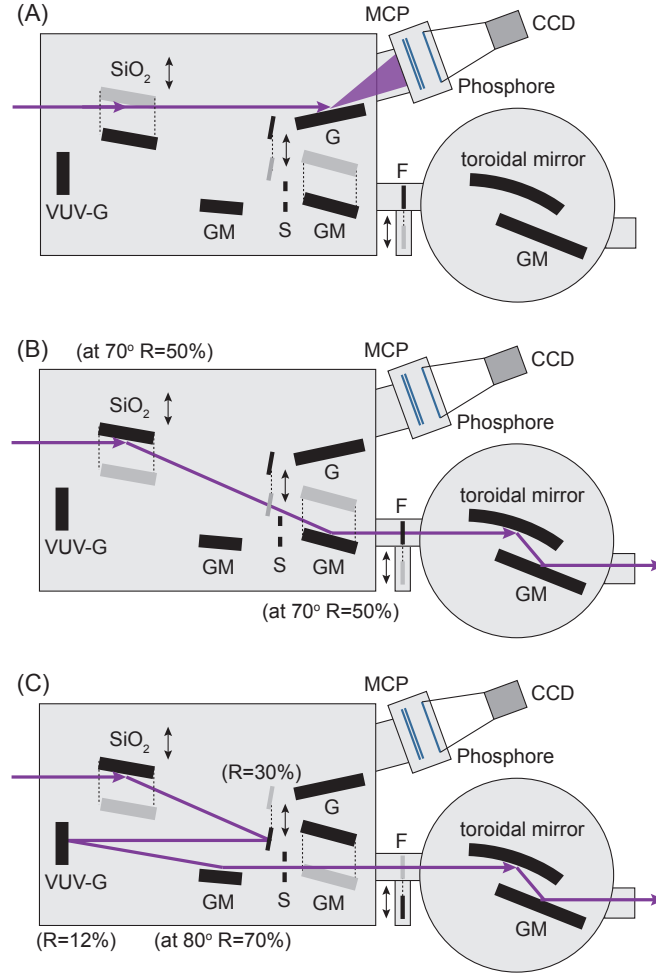 (A)
MCP
CCD
SiO₂
Phosphore
G
F
toroidal mirror
VUV-G
GM
S
GM
GM
(B)
(at 70° R=50%)
MCP
CCD
SiO₂
Phosphore
G
F
toroidal mirror
VUV-G
GM
S
GM
GM
(at 70° R=50%)
(C)
MCP
CCD
SiO₂
(R=30%)
Phosphore
G
F
toroidal mirror
VUV-G
GM
S
GM
GM
(R=12%)
(at 80° R=70%)